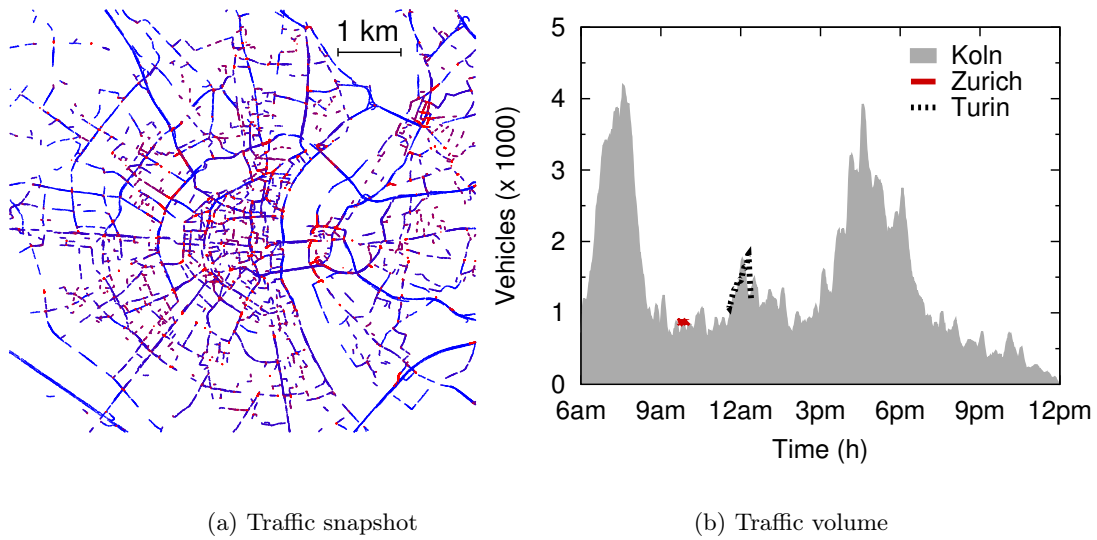 1 km
5
4
3
2
1
0
Vehicles (x 1000)
Koln
Zurich
Turin
6am 9am 12am 3pm 6pm 9pm 12pm
Time (h)
(a) Traffic snapshot
(b) Traffic volume